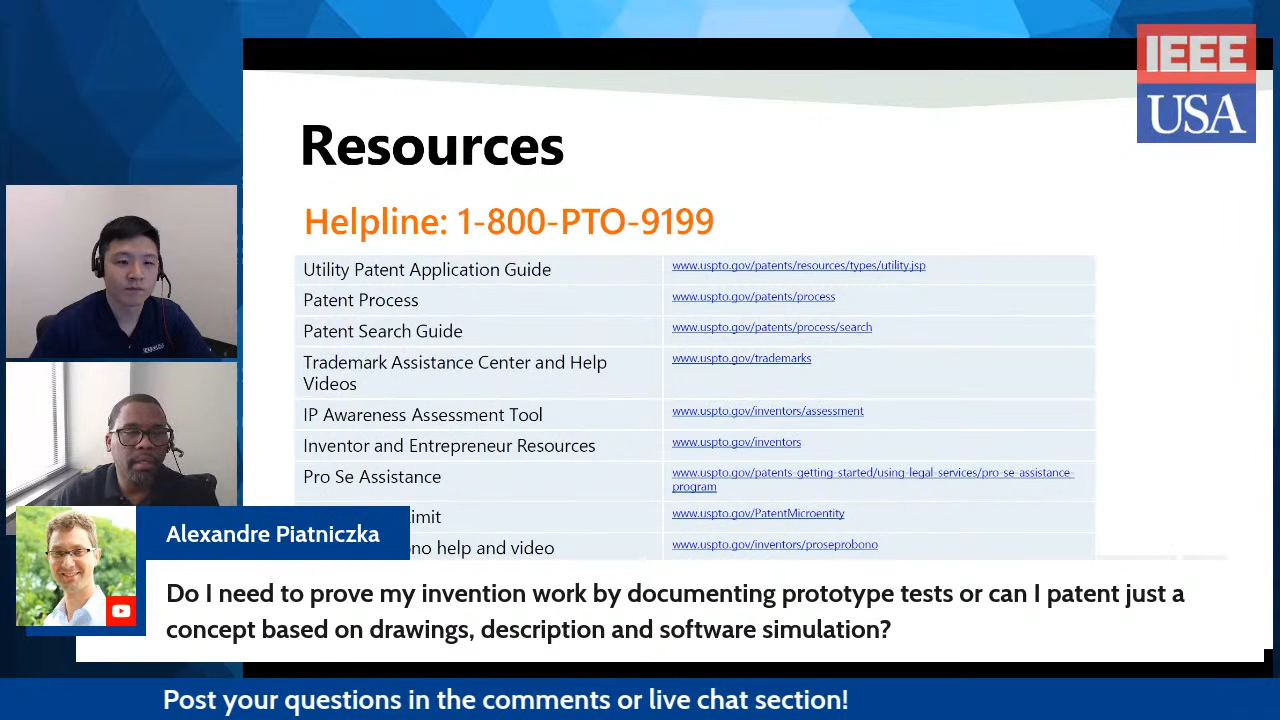 IEEE
USA
Resources
Helpline: 1-800-PTO-9199
Utility Patent Application Guide
www.uspto.gov/patents/resources/types/utility.jsp
Patent Process
www.uspto.gov/patents/process
Patent Search Guide
www.uspto.gov/patents/process/search
Trademark Assistance Center and Help
Videos
www.uspto.gov/trademarks
IP Awareness Assessment Tool
www.uspto.gov/inventors/assessment
Inventor and Entrepreneur Resources
www.uspto.gov/inventors
Pro Se Assistance
www.uspto.gov/patents-getting-started/using-legal-services/pro-se-assistance-
program
www.uspto.gov/PatentMicroentity
help and video
www.uspto.gov/inventors/proseprobono
Alexandre Piatniczka
Do I need to prove my invention work by documenting prototype tests or can I patent just a
concept based on drawings, description and software simulation?
Post your questions in the comments or live chat section!